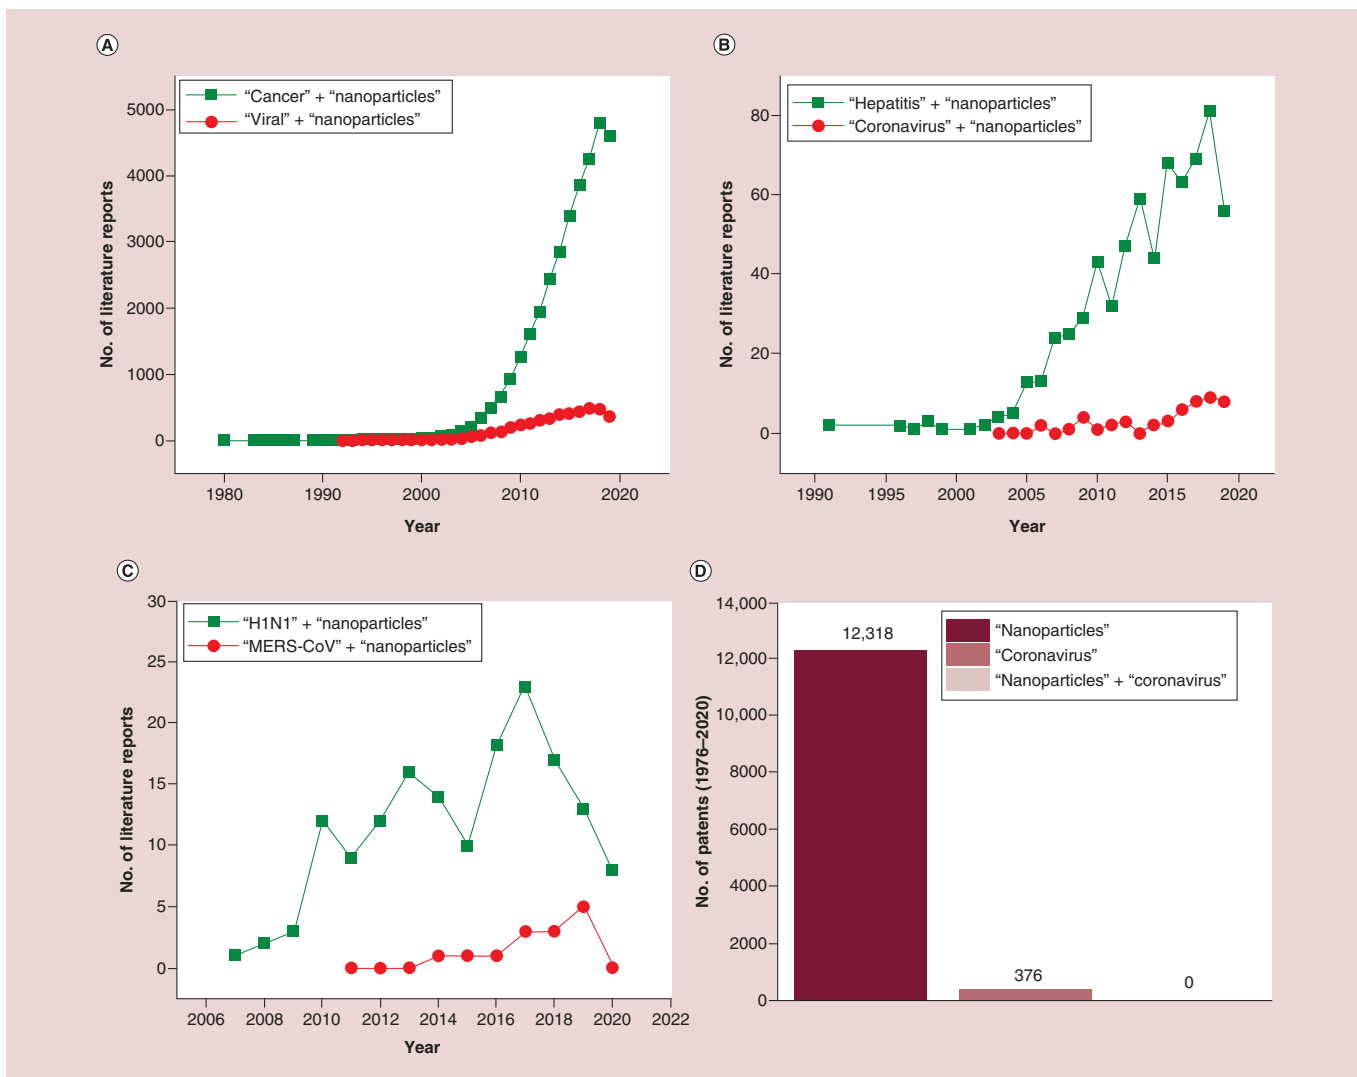 A
"Cancer" + "nanoparticles"
"Viral" + "nanoparticles"
No. of literature reports
5000
4000
3000
2000
1000
0
1980 1990 2000 2010 2020
Year
B
“Hepatitis” + “nanoparticles”
“Coronavirus” + “nanoparticles”
No. of literature reports
80
60
40
20
0
1990 1995 2000 2005 2010 2015 2020
Year
C
“H1N1” + “nanoparticles”
“MERS-CoV” + “nanoparticles”
No. of literature reports
30
25
20
15
10
5
0
2006 2008 2010 2012 2014 2016 2018 2020 2022
Year
D
“Nanoparticles”
“Coronavirus”
“Nanoparticles” + “coronavirus”
No. of patents (1976–2020)
14,000
12,000
10,000
8000
6000
4000
2000
0
12,318
376
0